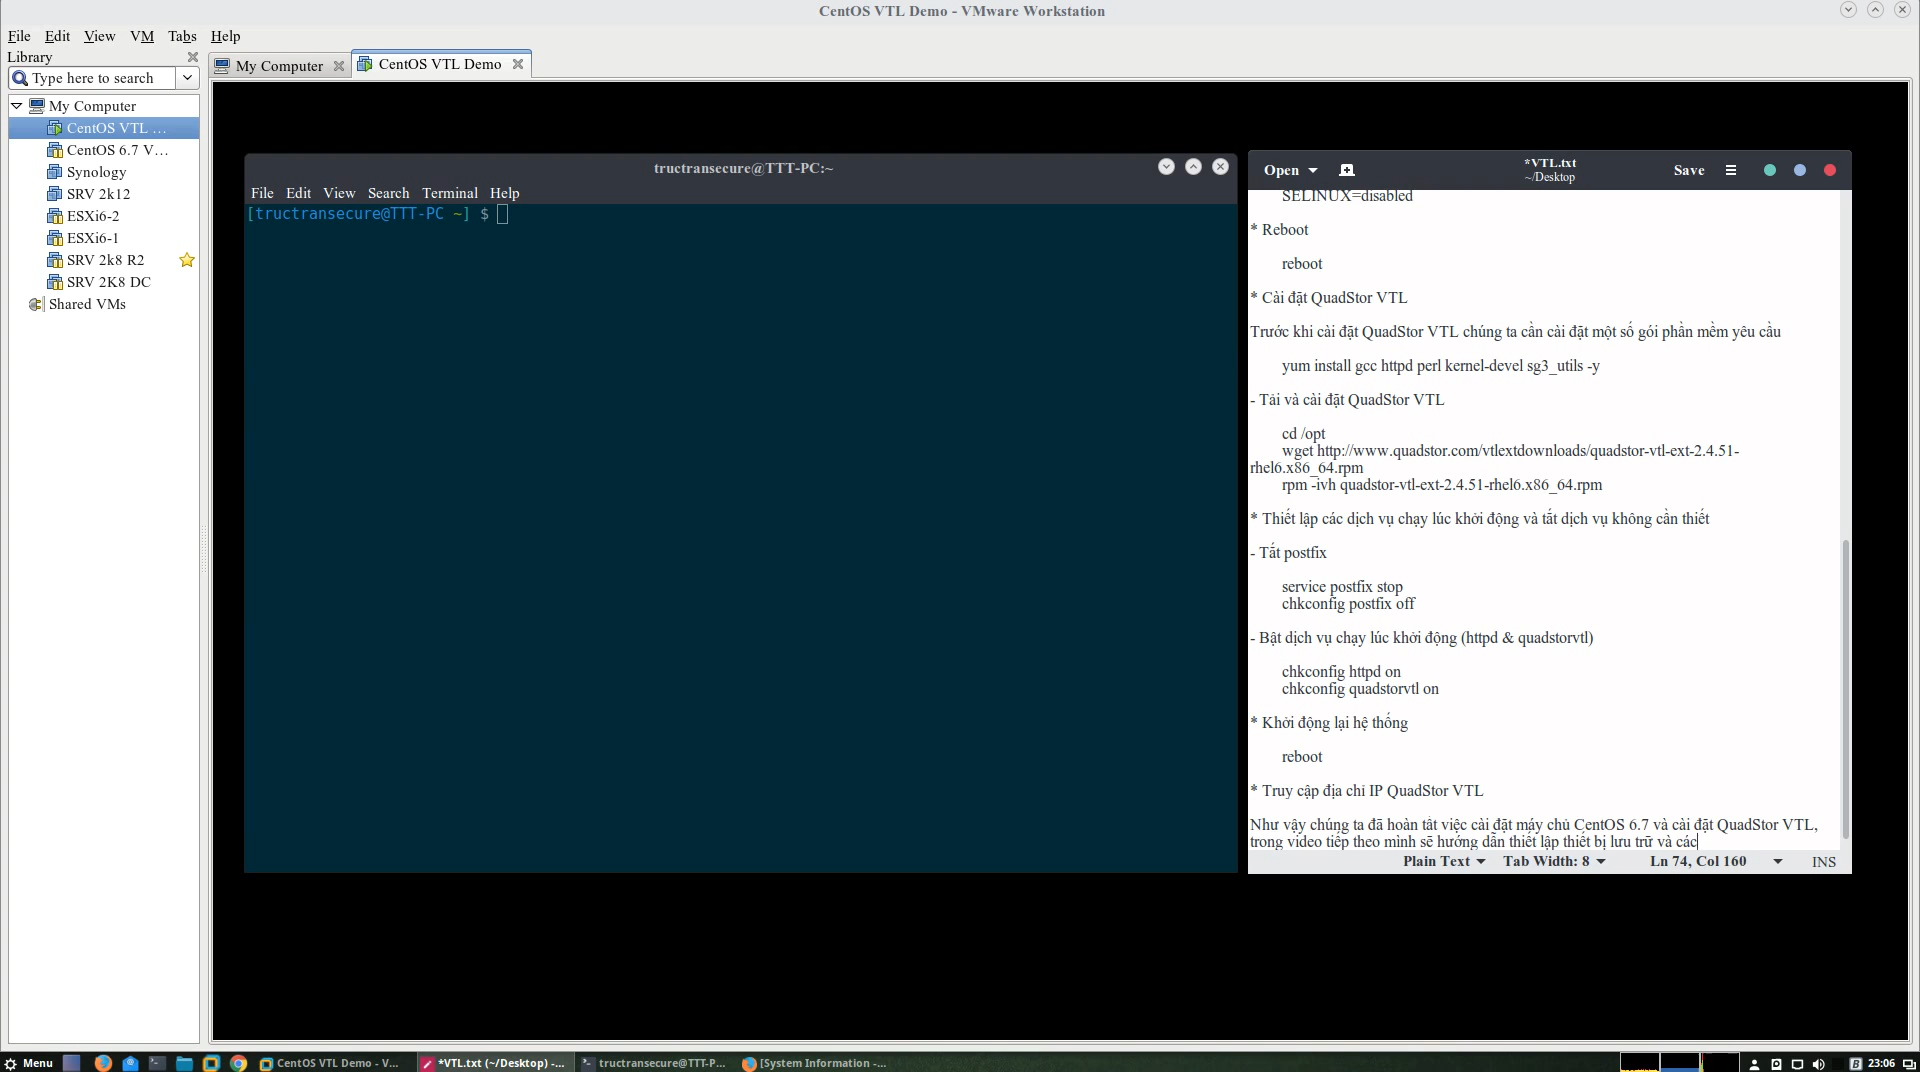 CentOS VTL Demo - VMware Workstation
File Edit View VM Tabs Help
Library
Type here to search
My Computer
CentOS VTL ...
CentOS 6.7 V...
Synology
SRV 2k12
ESXi6-2
ESXi6-1
SRV 2k8 R2
SRV 2K8 DC
Shared VMs
My Computer
CentOS VTL Demo
tructransecure@TTT-PC:~
File Edit View Search Terminal Help
[tructransecure@TTT-PC ~] $
Open
*VTL.txt
~/Desktop
Save
SELINUX=disabled
* Reboot
reboot
* Cài đặt QuadStor VTL
Trước khi cài đặt QuadStor VTL chúng ta cần cài đặt một số gói phần mềm yêu cầu
yum install gcc httpd perl kernel-devel sg3_utils -y
- Tải và cài đặt QuadStor VTL
cd /opt
wget http://www.quadstor.com/vtlextdownloads/quadstor-vtl-ext-2.4.51-
rhel6.x86_64.rpm
rpm -ivh quadstor-vtl-ext-2.4.51-rhel6.x86_64.rpm
* Thiết lập các dịch vụ chạy lúc khởi động và tắt dịch vụ không cần thiết
- Tắt postfix
service postfix stop
chkconfig postfix off
- Bật dịch vụ chạy lúc khởi động (httpd & quadstorvtl)
chkconfig httpd on
chkconfig quadstorvtl on
* Khởi động lại hệ thống
reboot
* Truy cập địa chỉ IP QuadStor VTL
Như vậy chúng ta đã hoàn tất việc cài đặt máy chủ CentOS 6.7 và cài đặt QuadStor VTL,
trong video tiếp theo mình sẽ hướng dẫn thiết lập thiết bị lưu trữ và các
Plain Text Tab Width: 8 Ln 74, Col 160 INS
Menu
CentOS VTL Demo - V...
*VTL.txt (~/Desktop) -...
tructransecure@TTT-P...
[System Information -...
B
23:06